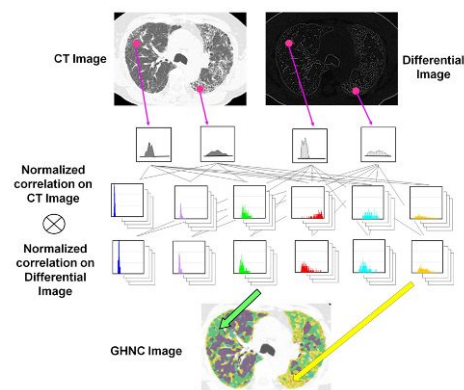 CT Image
Differential
Image
Normalized
correlation on
CT Image
Normalized
correlation on
Differential
Image
GHNC Image